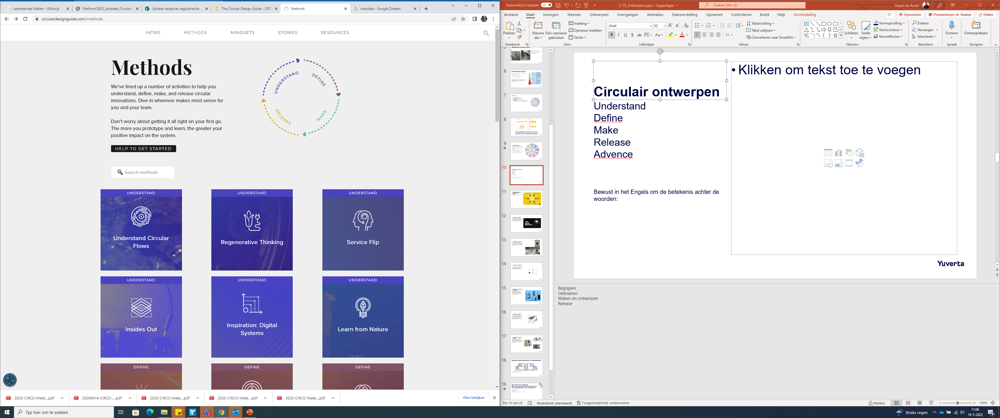 Lesmateriaal Maken - Wikiwijs
PlatformCB23_Leidraad_Circulair
Update vacatures regiodirectie
The Circular Design Guide - CIRC
Methods
translate - Google Zoeken
circulardesignguide.com/methods
INTRO
METHODS
MINDSETS
STORIES
RESOURCES
Methods
We've lined up a number of activities to help you
understand, define, make, and release circular
innovations. Dive in wherever makes most sense for
you and your team.
Don't worry about getting it all right on your first go.
The more you prototype and learn, the greater your
positive impact on the system.
HELP TO GET STARTED
UNDERSTAND
DEFINE
MAKE
RELEASE
Search methods
UNDERSTAND
Understand Circular
Flows
UNDERSTAND
Regenerative Thinking
UNDERSTAND
Service Flip
UNDERSTAND
Insides Out
UNDERSTAND
Inspiration: Digital
Systems
UNDERSTAND
Learn from Nature
DEFINE
DEFINE
DEFINE
2020-CIRCO-Mate....pdf
20200414-CIRCO-....pdf
2020-CIRCO-Mate....pdf
2020-CIRCO-Mate....pdf
2020-CIRCO-Mate....pdf
Alles bekijken
Automatisch opslaan
2. CE_Ontwerpen.pptx • Opgeslagen
Zoeken (Alt+Q)
Gerjan de Ruiter
Bestand
Start
Invoegen
Tekenen
Ontwerpen
Overgangen
Animaties
Diavoorstelling
Opnemen
Controleren
Beeld
Help
Vormindeling
Opnemen
Presenteren in Teams
Delen
Plakken
Klembord
Nieuwe
dia
Dia's opnieuw
gebruiken
Indeling
Opnieuw instellen
Sectie
Dia's
Arial
32
Lettertype
Tekstrichting
Tekst uitlijnen
Converteren naar SmartArt
Alinea
Schikken
Snelle
stijlen
Vormopvulling
Vormcontour
Vormeffecten
Tekenen
Zoeken
Vervangen
Selecteren
Bewerken
Dicteren
Spraak
Ontwerpideeën
Designer
6
7
8
9
10
11
12
13
14
15
16
17
18
19
Circulair ontwerpen
Understand
Define
Make
Release
Advence
Bewust in het Engels om de betekenis achter de
woorden:
• Klikken om tekst toe te voegen
Yuverta
Begrijpen
Definiëren
Maken en ontwerpen
Release
Dia 10 van 20
Nederlands (standaard)
Toegankelijkheid: onderzoeken
Notities
109%
Typ hier om te zoeken
Straks regen
11:06
19-5-2022